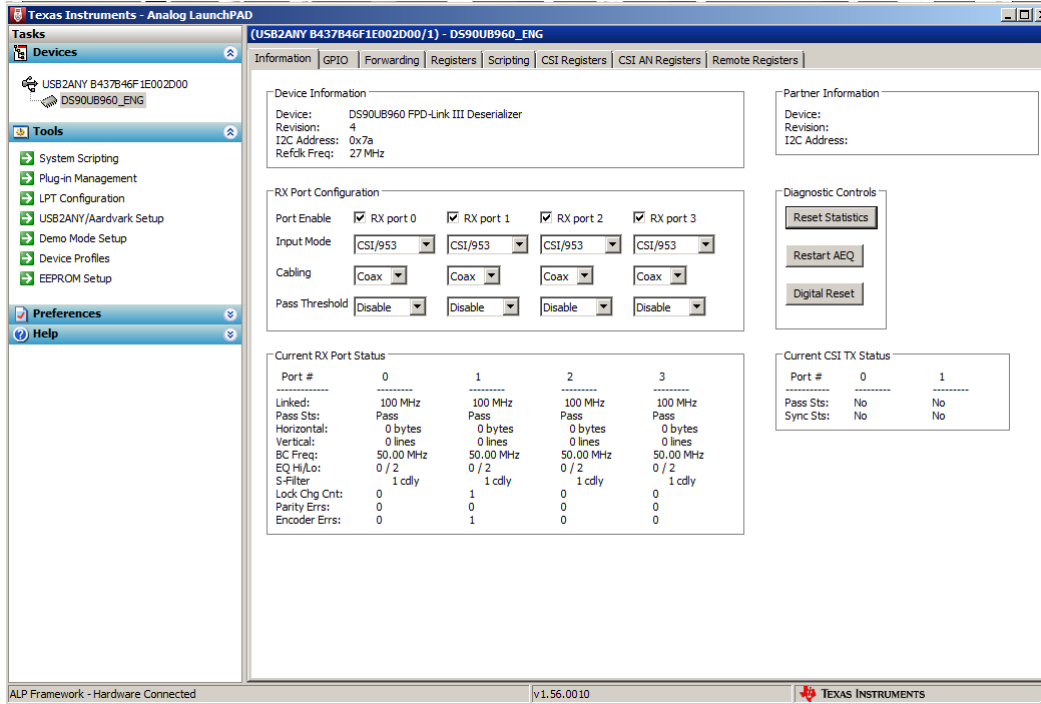 Texas Instruments - Analog LaunchPAD
Tasks
(USB2ANY B437B46F1E002D00/1) - DS90UB960_ENG
Devices
USB2ANY B437B46F1E002D00
DS90UB960_ENG
Tools
System Scripting
Plug-in Management
LPT Configuration
USB2ANY/Aardvark Setup
Demo Mode Setup
Device Profiles
EEPROM Setup
Preferences
Help
Information GPIO Forwarding Registers Scripting CSI Registers CSI AN Registers Remote Registers
Device Information
Device: DS90UB960 FPD-Link III Deserializer
Revision: 4
I2C Address: 0x7a
Refclk Freq: 27 MHz
Partner Information
Device:
Revision:
I2C Address:
RX Port Configuration
Port Enable RX port 0 RX port 1 RX port 2 RX port 3
Input Mode CSI/953 CSI/953 CSI/953 CSI/953
Cabling Coax Coax Coax Coax
Pass Threshold Disable Disable Disable Disable
Diagnostic Controls
Reset Statistics
Restart AEQ
Digital Reset
Current RX Port Status
Port # 0 1 2 3
------------ --------- --------- --------- ---------
Linked: 100 MHz 100 MHz 100 MHz 100 MHz
Pass Sts: Pass Pass Pass Pass
Horizontal: 0 bytes 0 bytes 0 bytes 0 bytes
Vertical: 0 lines 0 lines 0 lines 0 lines
BC Freq: 50.00 MHz 50.00 MHz 50.00 MHz 50.00 MHz
EQ Hi/Lo: 0 / 2 0 / 2 0 / 2 0 / 2
S-Filter 1 cdly 1 cdly 1 cdly 1 cdly
Lock Chg Cnt: 0 1 0 0
Parity Errs: 0 0 0 0
Encoder Errs: 0 1 0 0
Current CSI TX Status
Port # 0 1
------------ --------- ---------
Pass Sts: No No
Sync Sts: No No
ALP Framework - Hardware Connected
v1.56.0010
TEXAS INSTRUMENTS